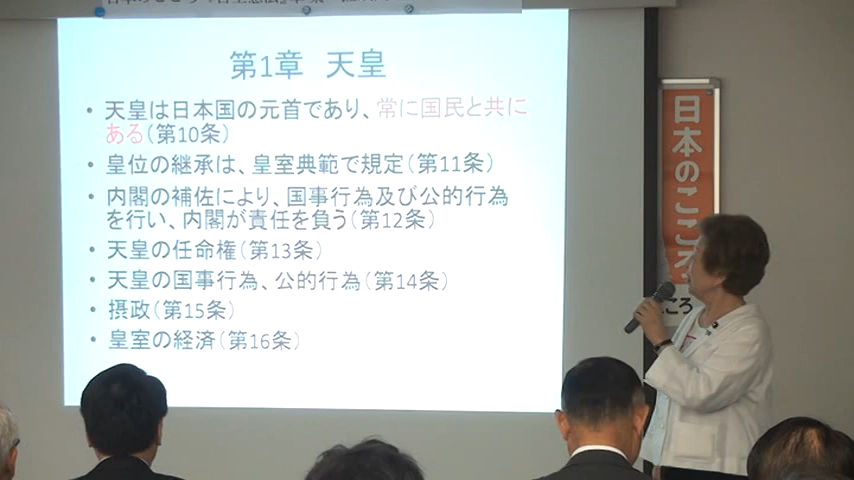 第1章 天皇
• 天皇は日本国の元首であり、常に国民と共に
ある(第10条)
• 皇位の継承は、皇室典範で規定(第11条)
• 内閣の補佐により、国事行為及び公的行為
を行い、内閣が責任を負う(第12条)
• 天皇の任命権(第13条)
• 天皇の国事行為、公的行為(第14条)
• 摂政(第15条)
• 皇室の経済(第16条)
日本のこころ
こころ